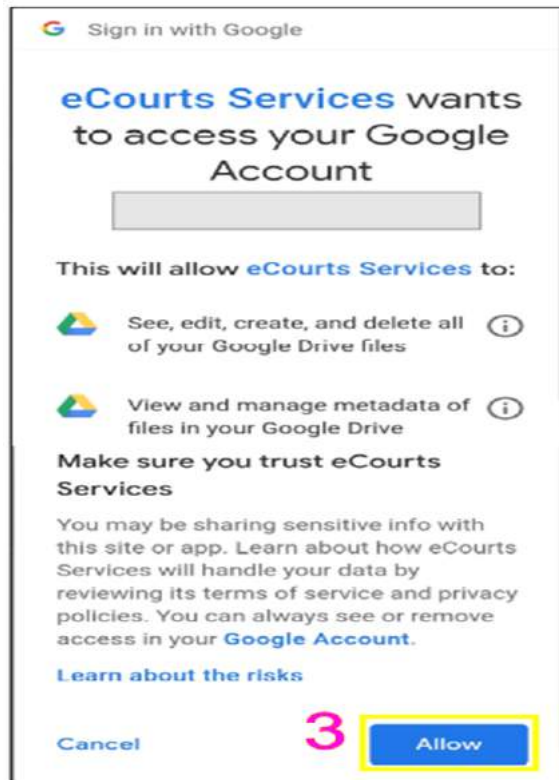 Sign in with Google
eCourts Services wants
to access your Google
Account
This will allow eCourts Services to:
See, edit, create, and delete all
of your Google Drive files
View and manage metadata of
files in your Google Drive
Make sure you trust eCourts
Services
You may be sharing sensitive info with
this site or app. Learn about how eCourts
Services will handle your data by
reviewing its terms of service and privacy
policies. You can always see or remove
access in your Google Account.
Learn about the risks
Cancel 3 Allow